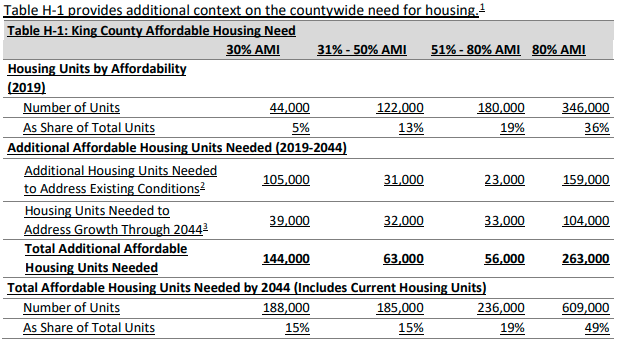 Table H-1 provides additional context on the countywide need for housing.1
Table H-1: King County Affordable Housing Need
30% AMI 31% - 50% AMI 51% - 80% AMI 80% AMI
Housing Units by Affordability
(2019)
Number of Units 44,000 122,000 180,000 346,000
As Share of Total Units 5% 13% 19% 36%
Additional Affordable Housing Units Needed (2019-2044)
Additional Housing Units Needed
to Address Existing Conditions2 105,000 31,000 23,000 159,000
Housing Units Needed to
Address Growth Through 20443 39,000 32,000 33,000 104,000
Total Additional Affordable
Housing Units Needed 144,000 63,000 56,000 263,000
Total Affordable Housing Units Needed by 2044 (Includes Current Housing Units)
Number of Units 188,000 185,000 236,000 609,000
As Share of Total Units 15% 15% 19% 49%